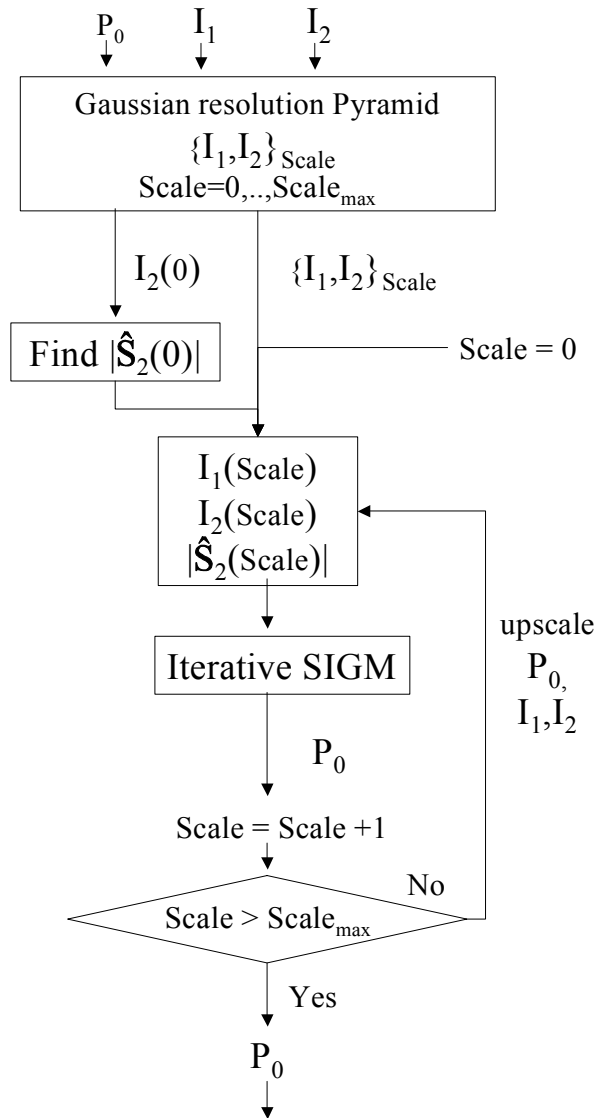 P₀
I₁
I₂
Gaussian resolution Pyramid
{I₁,I₂}Scale
Scale=0,..,Scalemax
I₂(0)
{I₁,I₂}Scale
Find |Ŝ₂(0)|
Scale = 0
I₁(Scale)
I₂(Scale)
|Ŝ₂(Scale)|
upscale
P₀,
I₁,I₂
Iterative SIGM
P₀
Scale = Scale +1
No
Scale > Scalemax
Yes
P₀